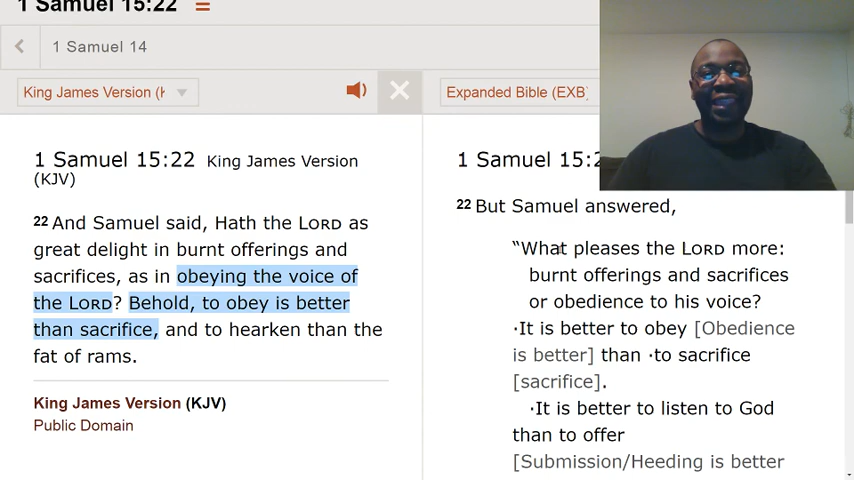 1 Samuel 15:22
1 Samuel 14
King James Version (
Expanded Bible (EXB)
1 Samuel 15:22 King James Version
(KJV)
22 And Samuel said, Hath the LORD as
great delight in burnt offerings and
sacrifices, as in obeying the voice of
the LORD? Behold, to obey is better
than sacrifice, and to hearken than the
fat of rams.
King James Version (KJV)
Public Domain
1 Samuel 15:2
22 But Samuel answered,
“What pleases the LORD more:
burnt offerings and sacrifices
or obedience to his voice?
·It is better to obey [Obedience
is better] than ·to sacrifice
[sacrifice].
·It is better to listen to God
than to offer
[Submission/Heeding is better